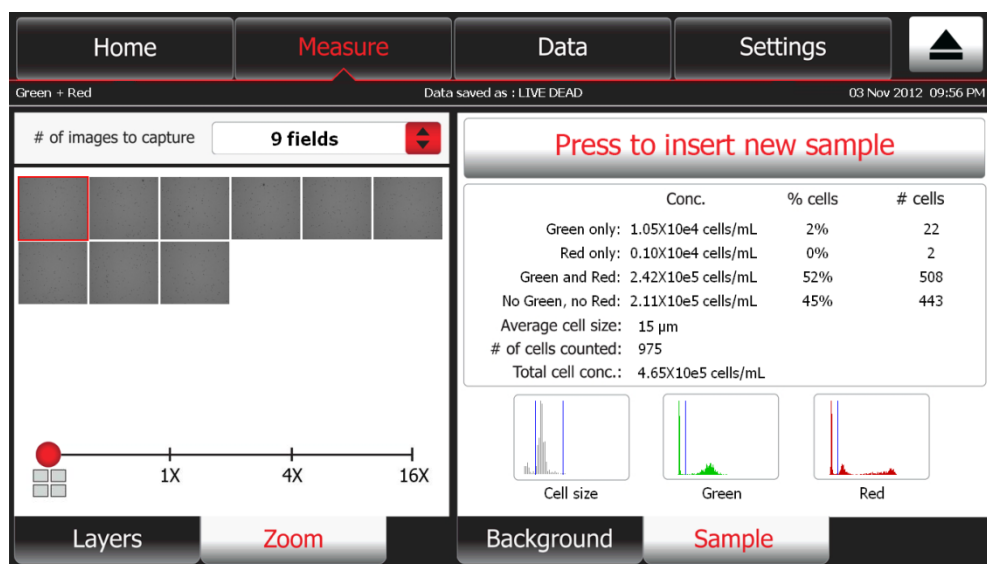 Home Measure Data Settings
Green + Red Data saved as : LIVE DEAD 03 Nov 2012 09:56 PM
# of images to capture 9 fields
Press to insert new sample
Conc. % cells # cells
Green only: 1.05X10e4 cells/mL 2% 22
Red only: 0.10X10e4 cells/mL 0% 2
Green and Red: 2.42X10e5 cells/mL 52% 508
No Green, no Red: 2.11X10e5 cells/mL 45% 443
Average cell size: 15 µm
# of cells counted: 975
Total cell conc.: 4.65X10e5 cells/mL
1X 4X 16X
Cell size Green Red
Layers Zoom Background Sample